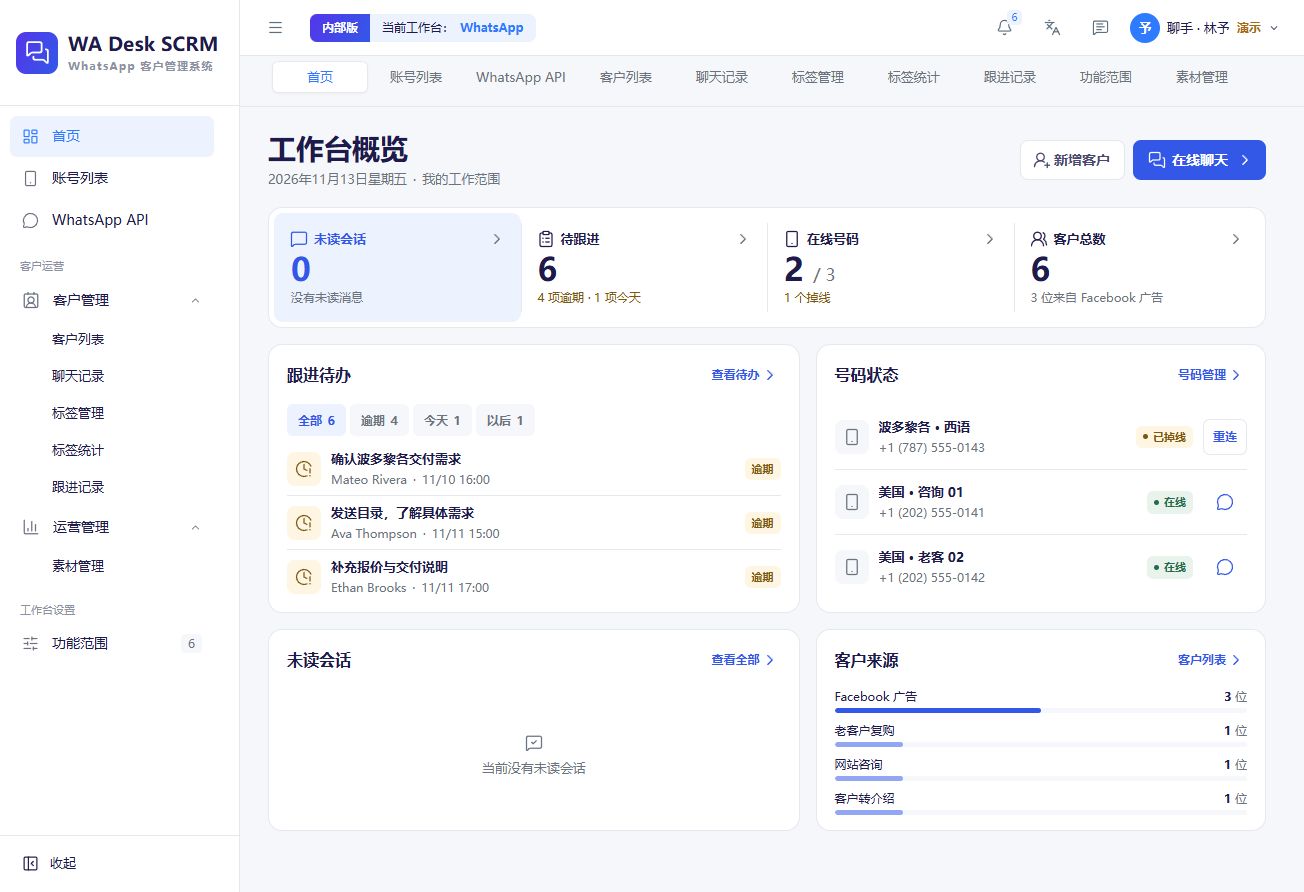 WA Desk SCRM
WhatsApp 客户管理系统
首页
账号列表
WhatsApp API
客户运营
客户管理
客户列表
聊天记录
标签管理
标签统计
跟进记录
运营管理
素材管理
工作台设置
功能范围 6
收起
内部版 当前工作台： WhatsApp
6
予 聊手 · 林予 演示
首页 账号列表 WhatsApp API 客户列表 聊天记录 标签管理 标签统计 跟进记录 功能范围 素材管理
工作台概览
2026年11月13日星期五 · 我的工作范围
新增客户
在线聊天
未读会话
0
没有未读消息
待跟进
6
4 项逾期 · 1 项今天
在线号码
2 / 3
1 个掉线
客户总数
6
3 位来自 Facebook 广告
跟进待办 查看待办
全部 6 逾期 4 今天 1 以后 1
确认波多黎各交付需求
Mateo Rivera · 11/10 16:00
逾期
发送目录，了解具体需求
Ava Thompson · 11/11 15:00
逾期
补充报价与交付说明
Ethan Brooks · 11/11 17:00
逾期
号码状态 号码管理
波多黎各 • 西语
+1 (787) 555-0143
已掉线 重连
美国 • 咨询 01
+1 (202) 555-0141
在线
美国 • 老客 02
+1 (202) 555-0142
在线
未读会话 查看全部
当前没有未读会话
客户来源 客户列表
Facebook 广告 3 位
老客户复购 1 位
网站咨询 1 位
客户转介绍 1 位